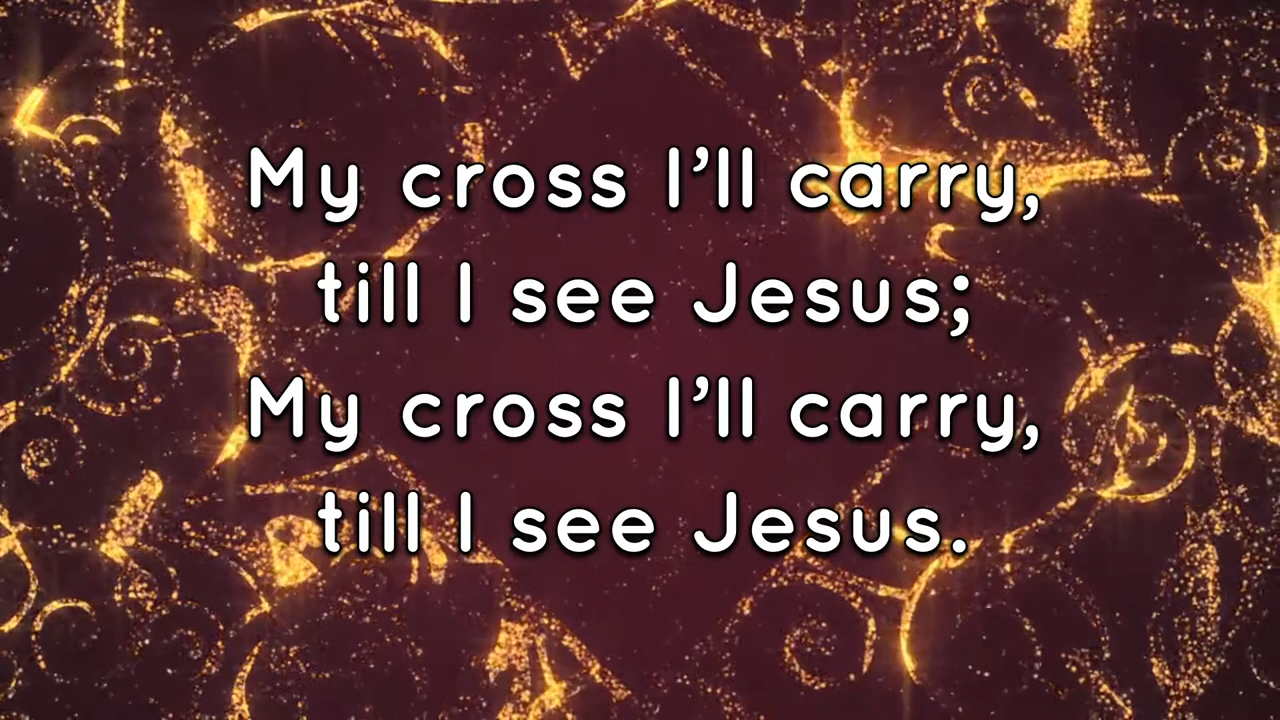 My cross I’ll carry,
till I see Jesus;
My cross I’ll carry,
till I see Jesus.